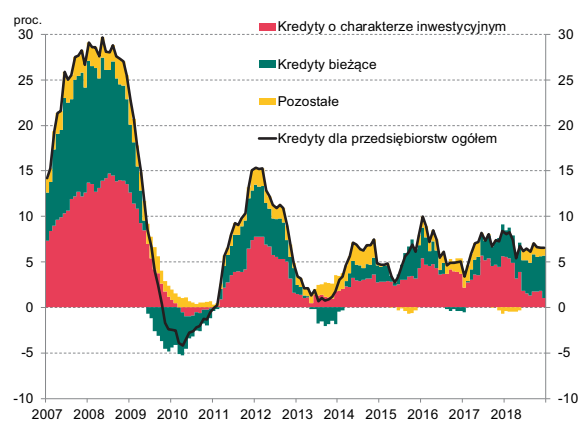 proc.
Kredyty o charakterze inwestycyjnym
Kredyty bieżące
Pozostałe
Kredyty dla przedsiębiorstw ogółem
30 30
25 25
20 20
15 15
10 10
5 5
0 0
-5 -5
-10 -10
2007 2008 2009 2010 2011 2012 2013 2014 2015 2016 2017 2018